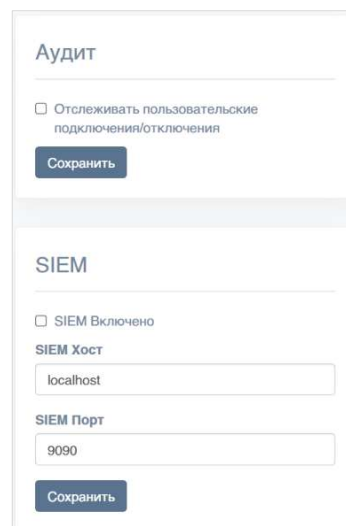 Аудит
Отслеживать пользовательские
подключения/отключения
Сохранить
SIEM
SIEM Включено
SIEM Хост
localhost
SIEM Порт
9090
Сохранить